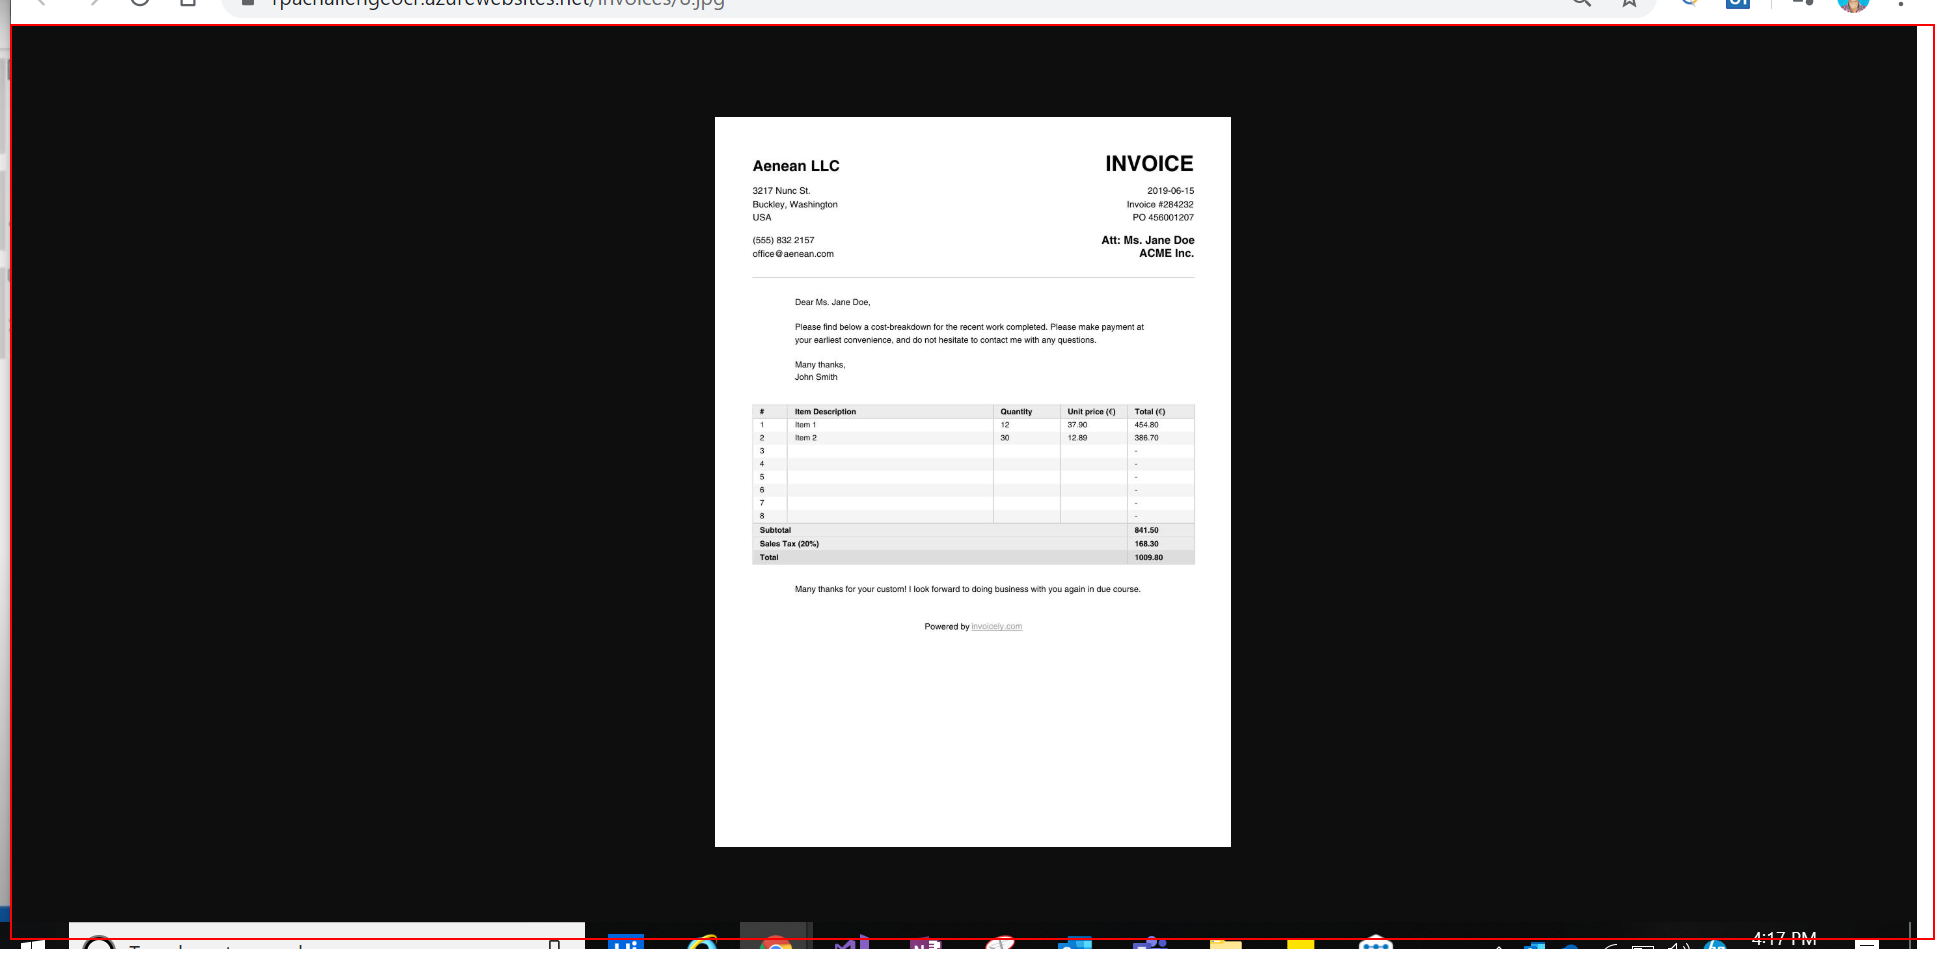 Aenean LLC
INVOICE
3217 Nunc St.
2019-06-15
Buckley, Washington
Invoice #284232
USA
PO 456001207
(555) 832 2157
Att: Ms. Jane Doe
office@aenean.com
ACME Inc.
Dear Ms. Jane Doe,
Please find below a cost-breakdown for the recent work completed. Please make payment at
your earliest convenience, and do not hesitate to contact me with any questions.
Many thanks,
John Smith
# Item Description Quantity Unit price (€) Total (€)
1 Item 1 12 37.90 454.80
2 Item 2 30 12.89 386.70
3 -
4 -
5 -
6 -
7 -
8 -
Subtotal 841.50
Sales Tax (20%) 168.30
Total 1009.80
Many thanks for your custom! I look forward to doing business with you again in due course.
Powered by invoicely.com
4:17 PM